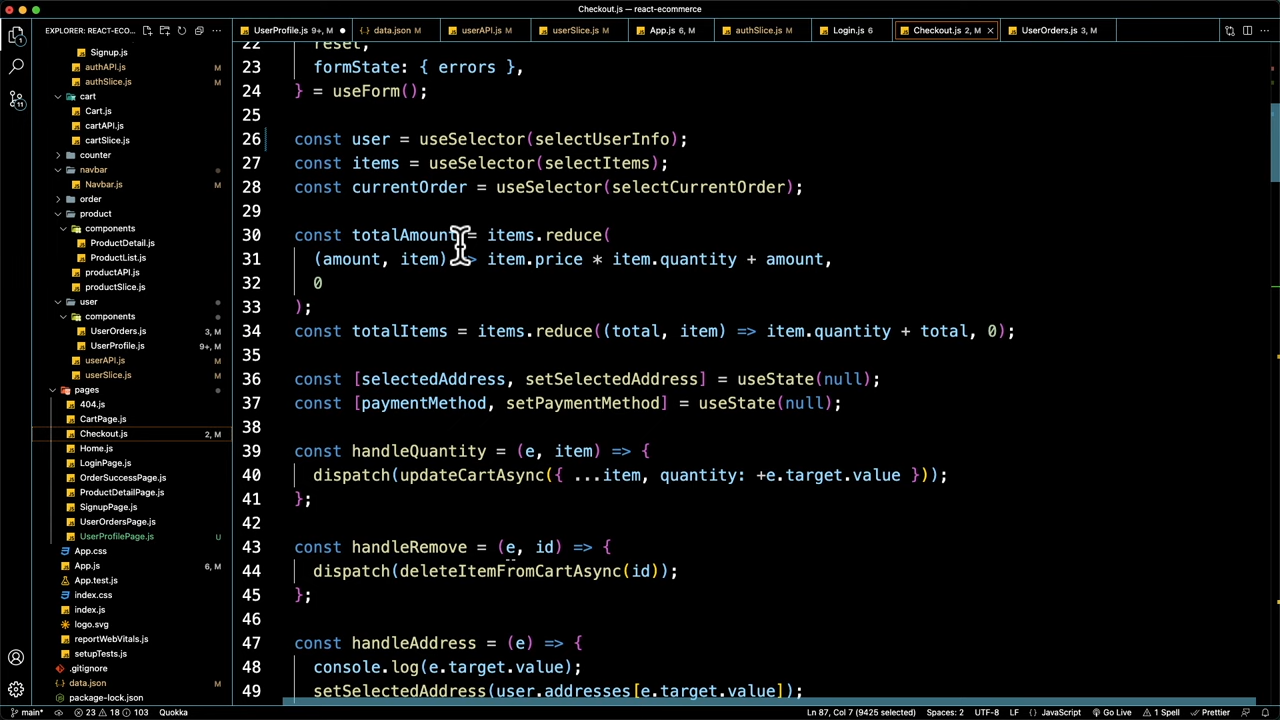 Checkout.js — react-ecommerce
EXPLORER: REACT-ECO...
UserProfile.js 9+, M
data.json M
userAPI.js M
userSlice.js M
App.js 6, M
authSlice.js M
Login.js 6
Checkout.js 2, M
UserOrders.js 3, M
Signup.js
authAPI.js M
authSlice.js M
cart
Cart.js
cartAPI.js
cartSlice.js
counter
navbar
Navbar.js M
order
product
components
ProductDetail.js
ProductList.js
productAPI.js
productSlice.js
user
components
UserOrders.js 3, M
UserProfile.js 9+, M
userAPI.js M
userSlice.js M
pages
404.js
CartPage.js
Checkout.js 2, M
Home.js
LoginPage.js
OrderSuccessPage.js
ProductDetailPage.js
SignupPage.js
UserOrdersPage.js
UserProfilePage.js U
App.css
App.js 6, M
App.test.js
index.css
index.js
logo.svg
reportWebVitals.js
setupTests.js
.gitignore
data.json M
package-lock.json
22 reset,
23 formState: { errors },
24 } = useForm();
25
26 const user = useSelector(selectUserInfo);
27 const items = useSelector(selectItems);
28 const currentOrder = useSelector(selectCurrentOrder);
29
30 const totalAmount = items.reduce(
31 (amount, item) => item.price * item.quantity + amount,
32 0
33 );
34 const totalItems = items.reduce((total, item) => item.quantity + total, 0);
35
36 const [selectedAddress, setSelectedAddress] = useState(null);
37 const [paymentMethod, setPaymentMethod] = useState(null);
38
39 const handleQuantity = (e, item) => {
40 dispatch(updateCartAsync({ ...item, quantity: +e.target.value }));
41 };
42
43 const handleRemove = (e, id) => {
44 dispatch(deleteItemFromCartAsync(id));
45 };
46
47 const handleAddress = (e) => {
48 console.log(e.target.value);
49 setSelectedAddress(user.addresses[e.target.value]);
main* 23 18 103 Quokka
Ln 87, Col 7 (9425 selected) Spaces: 2 UTF-8 LF JavaScript Go Live 1 Spell Prettier